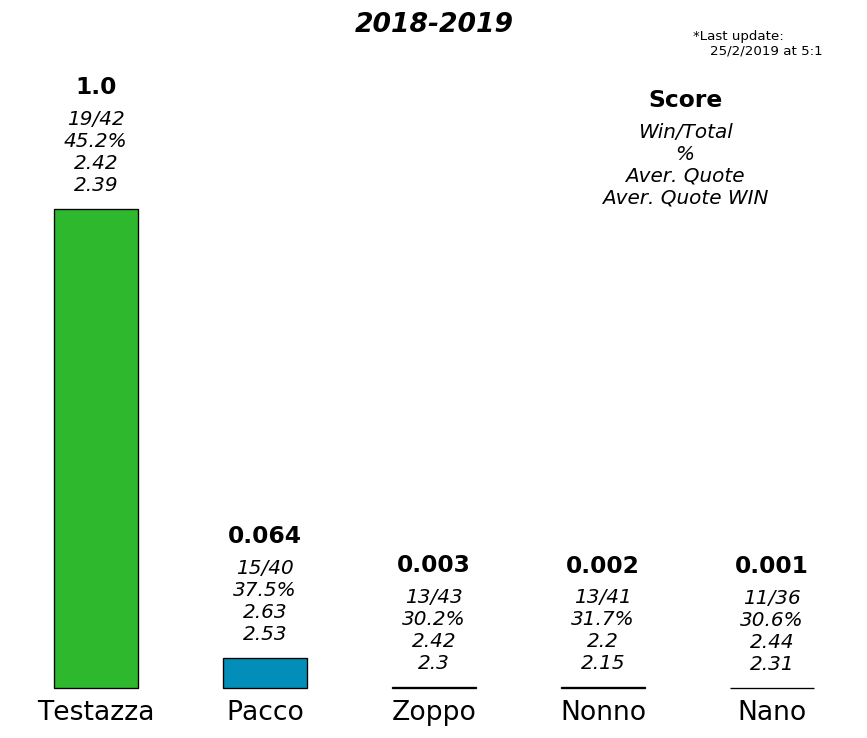 2018-2019
*Last update:
25/2/2019 at 5:1
Score
Win/Total
%
Aver. Quote
Aver. Quote WIN
1.0
19/42
45.2%
2.42
2.39
0.064
15/40
37.5%
2.63
2.53
0.003
13/43
30.2%
2.42
2.3
0.002
13/41
31.7%
2.2
2.15
0.001
11/36
30.6%
2.44
2.31
Testazza
Pacco
Zoppo
Nonno
Nano